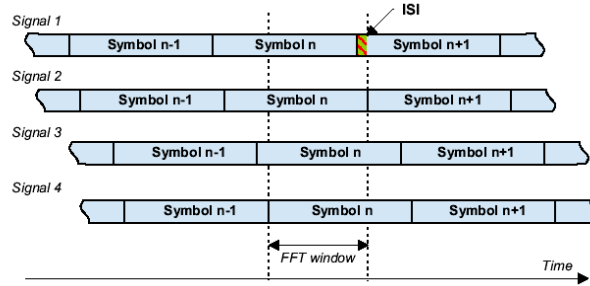 Signal 1
ISI
Symbol n-1 Symbol n Symbol n+1
Signal 2
Symbol n-1 Symbol n Symbol n+1
Signal 3
Symbol n-1 Symbol n Symbol n+1
Signal 4
Symbol n-1 Symbol n Symbol n+1
FFT window
Time